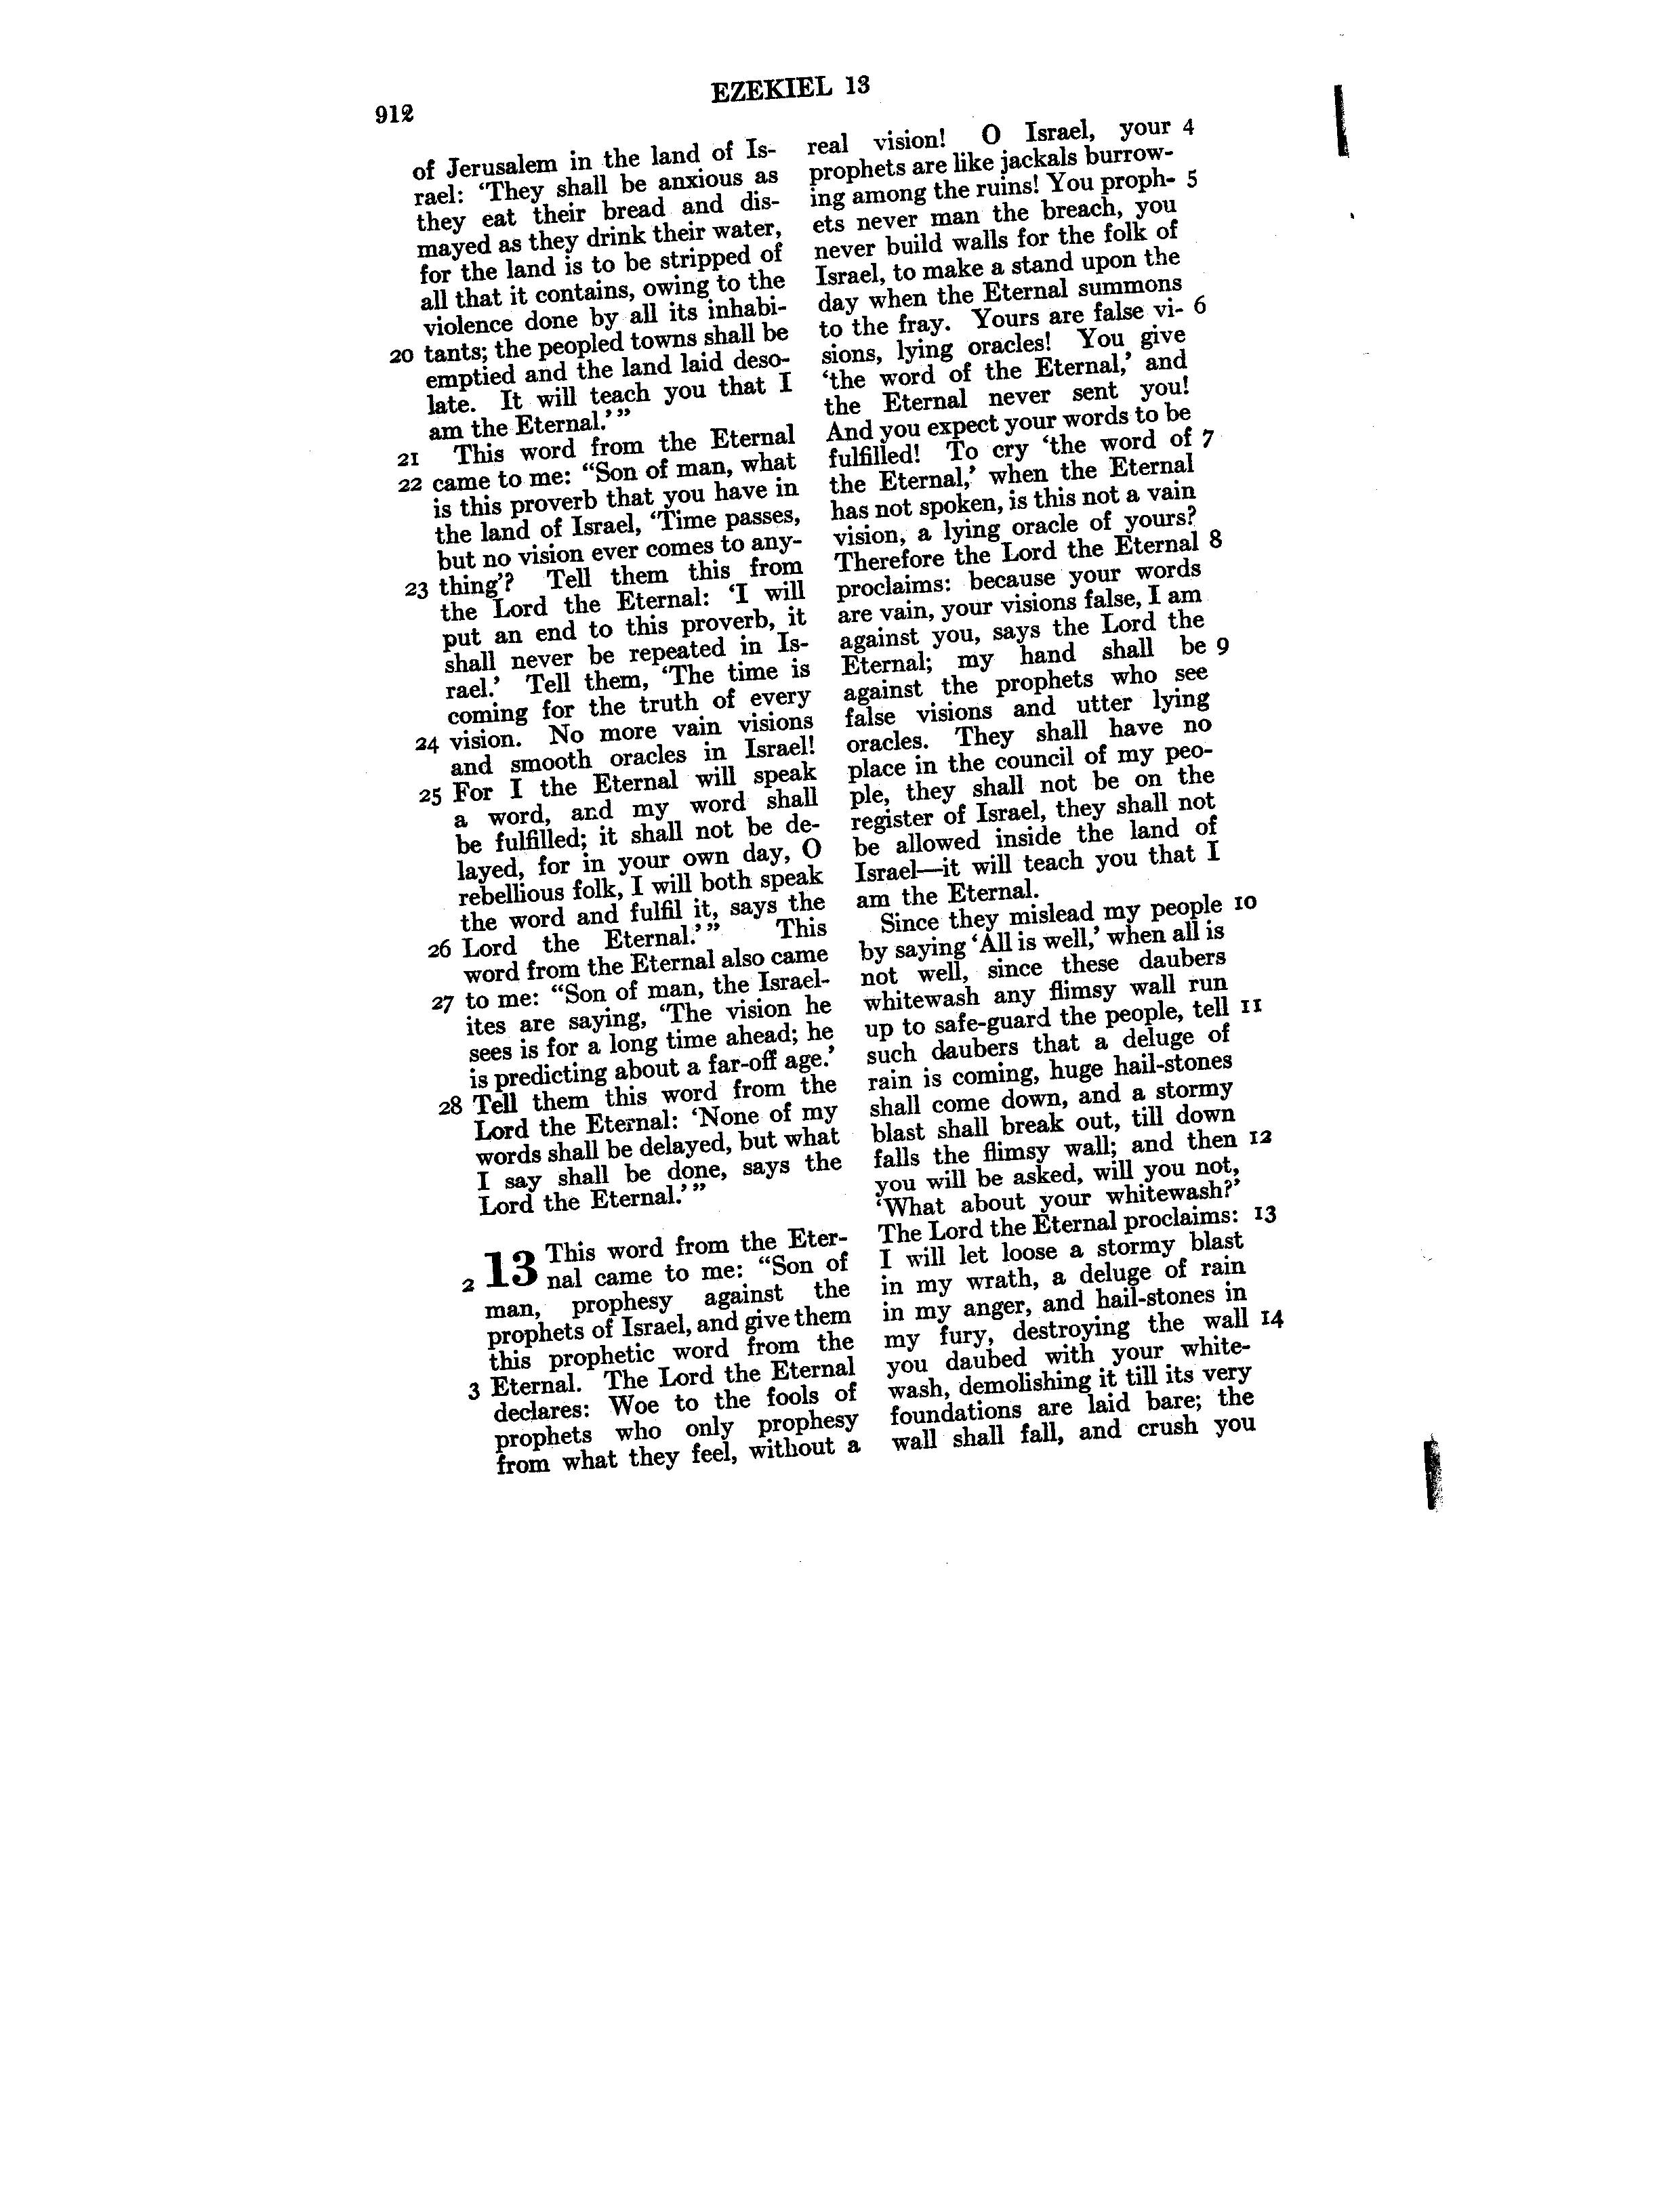 912
EZEKIEL 13
of Jerusalem in the land of Is-
rael: ‘They shall be anxious as
they eat their bread and dis-
mayed as they drink their water,
for the land is to be stripped of
all that it contains, owing to the
violence done by all its inhabi-
20 tants; the peopled towns shall be
emptied and the land laid deso-
late. It will teach you that I
am the Eternal.’”
21 This word from the Eternal
22 came to me: “Son of man, what
is this proverb that you have in
the land of Israel, ‘Time passes,
but no vision ever comes to any-
23 thing’? Tell them this from
the Lord the Eternal: ‘I will
put an end to this proverb, it
shall never be repeated in Is-
rael.’ Tell them, ‘The time is
coming for the truth of every
24 vision. No more vain visions
and smooth oracles in Israel!
25 For I the Eternal will speak
a word, and my word shall
be fulfilled; it shall not be de-
layed, for in your own day, O
rebellious folk, I will both speak
the word and fulfil it, says the
26 Lord the Eternal.’” This
word from the Eternal also came
27 to me: “Son of man, the Israel-
ites are saying, ‘The vision he
sees is for a long time ahead; he
is predicting about a far-off age.’
28 Tell them this word from the
Lord the Eternal: ‘None of my
words shall be delayed, but what
I say shall be done, says the
Lord the Eternal.’”
13 This word from the Eter-
2 nal came to me: “Son of
man, prophesy against the
prophets of Israel, and give them
this prophetic word from the
3 Eternal. The Lord the Eternal
declares: Woe to the fools of
prophets who only prophesy
from what they feel, without a
real vision! O Israel, your 4
prophets are like jackals burrow-
ing among the ruins! You proph- 5
ets never man the breach, you
never build walls for the folk of
Israel, to make a stand upon the
day when the Eternal summons
to the fray. Yours are false vi- 6
sions, lying oracles! You give
‘the word of the Eternal,’ and
the Eternal never sent you!
And you expect your words to be
fulfilled! To cry ‘the word of 7
the Eternal,’ when the Eternal
has not spoken, is this not a vain
vision, a lying oracle of yours?
Therefore the Lord the Eternal 8
proclaims: because your words
are vain, your visions false, I am
against you, says the Lord the
Eternal; my hand shall be 9
against the prophets who see
false visions and utter lying
oracles. They shall have no
place in the council of my peo-
ple, they shall not be on the
register of Israel, they shall not
be allowed inside the land of
Israel—it will teach you that I
am the Eternal.
Since they mislead my people 10
by saying ‘All is well,’ when all is
not well, since these daubers
whitewash any flimsy wall run
up to safe-guard the people, tell 11
such daubers that a deluge of
rain is coming, huge hail-stones
shall come down, and a stormy
blast shall break out, till down
falls the flimsy wall; and then 12
you will be asked, will you not,
‘What about your whitewash?’
The Lord the Eternal proclaims: 13
I will let loose a stormy blast
in my wrath, a deluge of rain
in my anger, and hail-stones in
my fury, destroying the wall 14
you daubed with your white-
wash, demolishing it till its very
foundations are laid bare; the
wall shall fall, and crush you